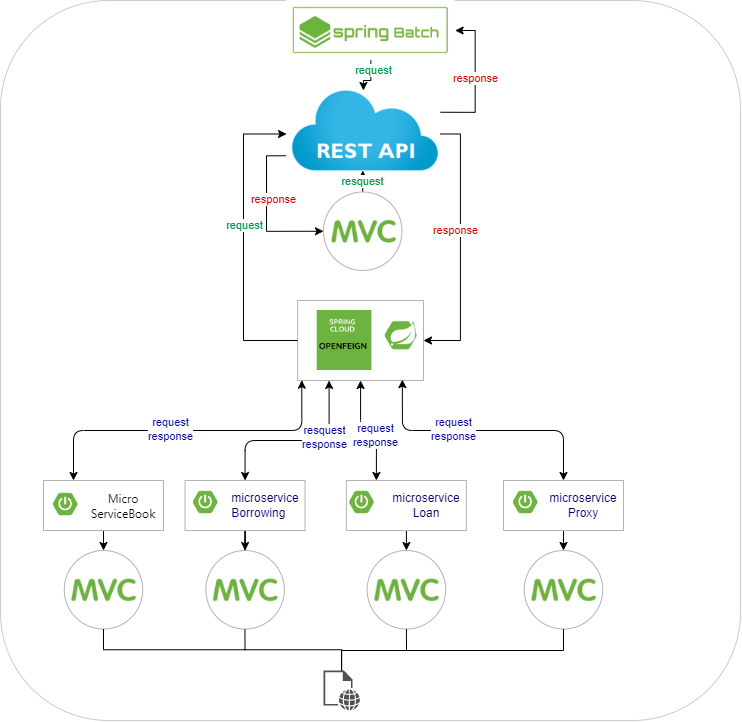 spring Batch
request
response
REST API
resquest
response
request
MVC
response
SPRING
CLOUD
OPENFEIGN
request
response
resquest
response
request
response
request
response
Micro
ServiceBook
microservice
Borrowing
microservice
Loan
microservice
Proxy
MVC
MVC
MVC
MVC